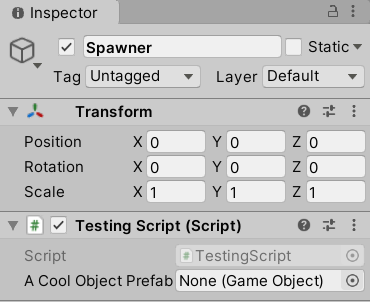 Inspector
Spawner Static
Tag Untagged Layer Default
Transform
Position X 0 Y 0 Z 0
Rotation X 0 Y 0 Z 0
Scale X 1 Y 1 Z 1
# Testing Script (Script)
Script # TestingScript
A Cool Object Prefab None (Game Object)